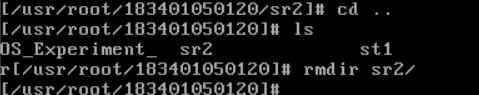 [/usr/root/183401050120/sr2]# cd ..
[/usr/root/183401050120]# ls
OS_Experiment_  sr2             st1
r[/usr/root/183401050120]# rmdir sr2/
[/usr/root/183401050120]#